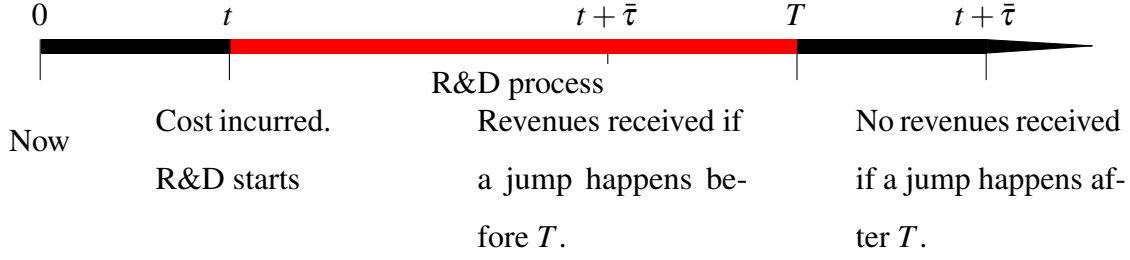 0 t t + τ̄ T t + τ̄
R&D process
Now
Cost incurred.
R&D starts
Revenues received if
a jump happens be-
fore T.
No revenues received
if a jump happens af-
ter T.